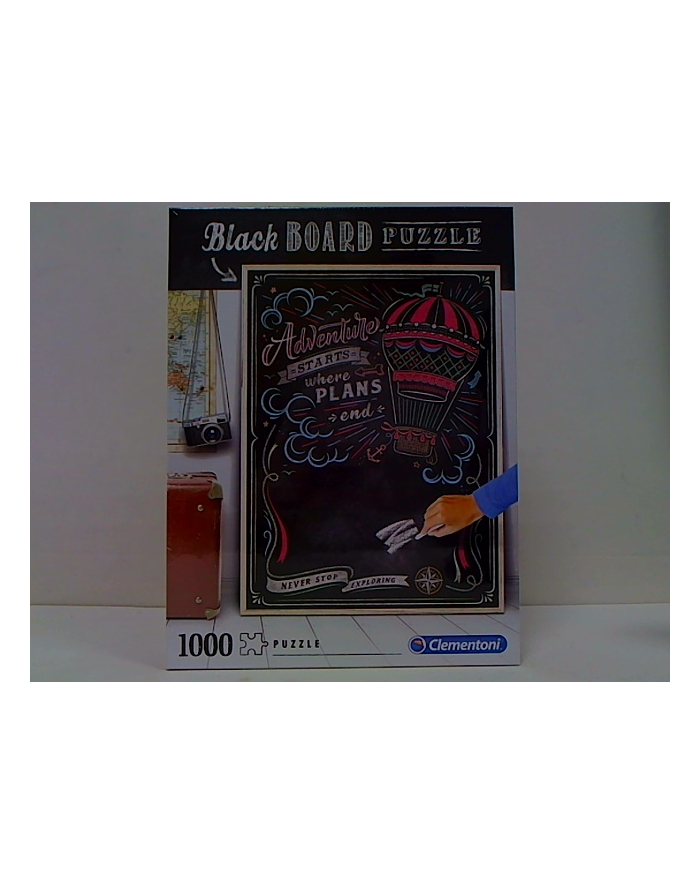 Black BOARD PUZZLE
Adventure
STARTS
where
PLANS
end
NEVER STOP EXPLORING
1000 PUZZLE
Clementoni